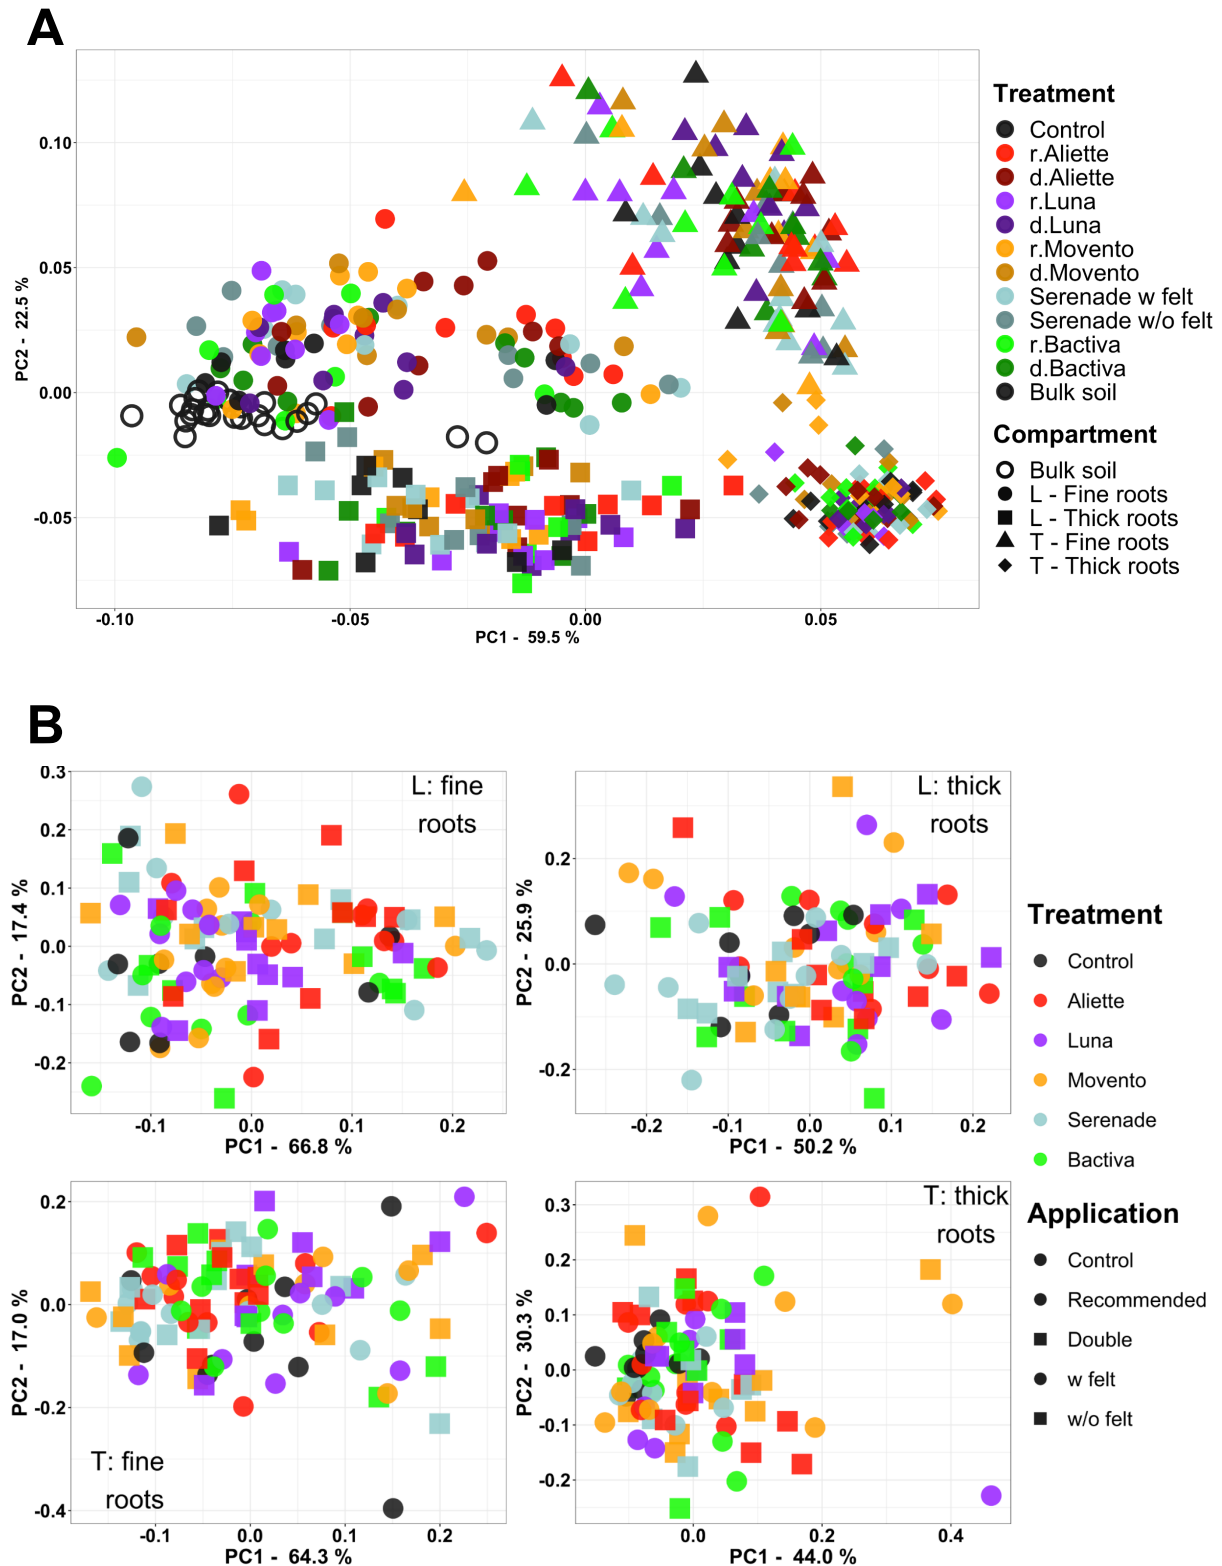 A
0.10
0.05
0.00
-0.05
PC2 - 22.5 %
-0.10
-0.05
0.00
0.05
PC1 - 59.5 %
Treatment
Control
r.Aliette
d.Aliette
r.Luna
d.Luna
r.Movento
d.Movento
Serenade w felt
Serenade w/o felt
r.Bactiva
d.Bactiva
Bulk soil
Compartment
Bulk soil
L - Fine roots
L - Thick roots
T - Fine roots
T - Thick roots
B
L: fine
roots
0.3
0.2
0.1
0.0
-0.1
-0.2
PC2 - 17.4 %
-0.1
0.0
0.1
0.2
PC1 - 66.8 %
L: thick
roots
0.2
0.0
-0.2
PC2 - 25.9 %
-0.2
-0.1
0.0
0.1
0.2
PC1 - 50.2 %
T: fine
roots
0.2
0.0
-0.2
-0.4
PC2 - 17.0 %
-0.1
0.0
0.1
0.2
PC1 - 64.3 %
T: thick
roots
0.3
0.2
0.1
0.0
-0.1
-0.2
PC2 - 30.3 %
0.0
0.2
0.4
PC1 - 44.0 %
Treatment
Control
Aliette
Luna
Movento
Serenade
Bactiva
Application
Control
Recommended
Double
w felt
w/o felt